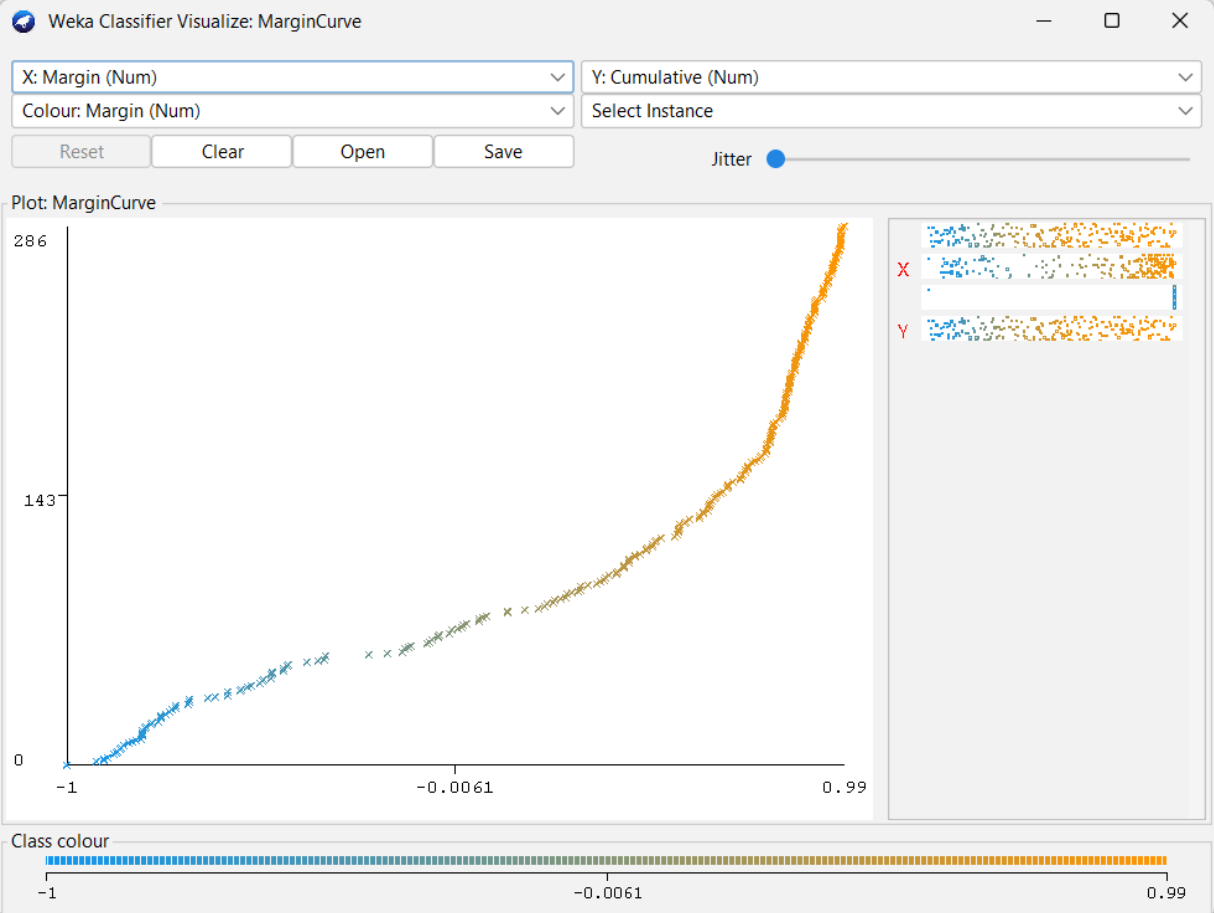 Weka Classifier Visualize: MarginCurve
X: Margin (Num)
Y: Cumulative (Num)
Colour: Margin (Num)
Select Instance
Reset
Clear
Open
Save
Jitter
Plot: MarginCurve
286
143
0
-1
-0.0061
0.99
X
Y
Class colour
-1
-0.0061
0.99